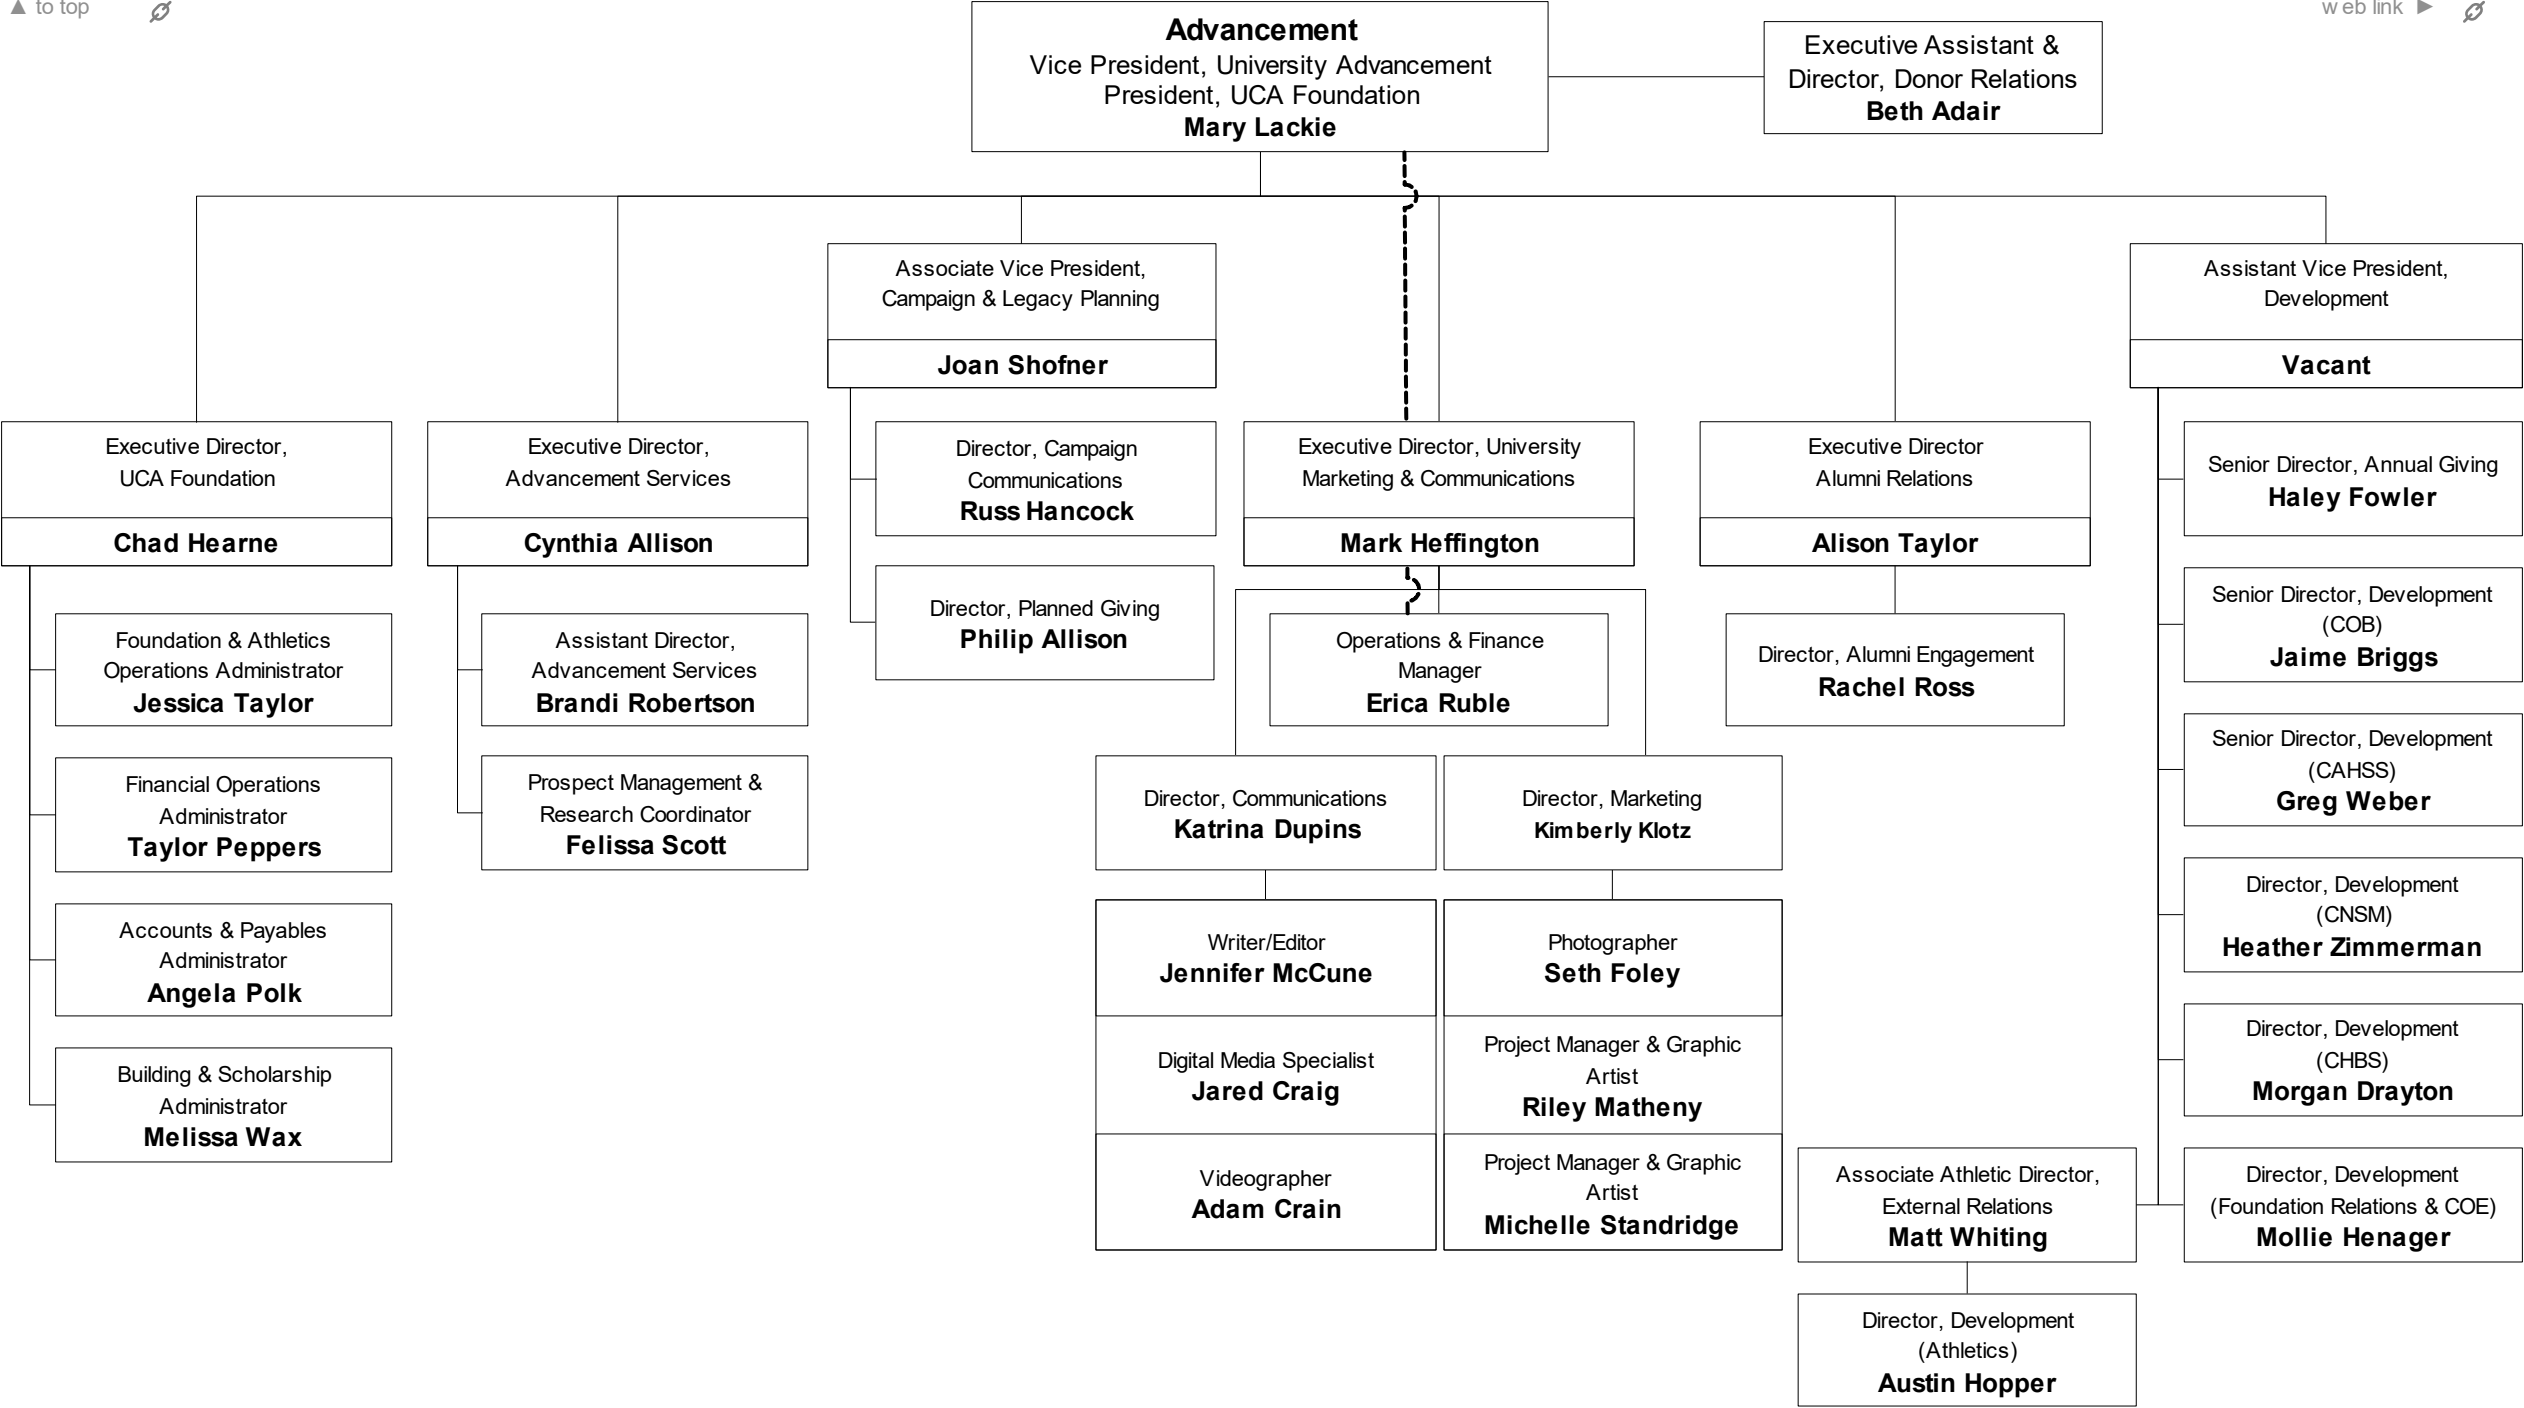 ▲ to top
web link ►
Advancement
Vice President, University Advancement
President, UCA Foundation
Mary Lackie
Executive Assistant &
Director, Donor Relations
Beth Adair
Associate Vice President,
Campaign & Legacy Planning
Joan Shofner
Assistant Vice President,
Development
Vacant
Executive Director,
UCA Foundation
Chad Hearne
Foundation & Athletics
Operations Administrator
Jessica Taylor
Financial Operations
Administrator
Taylor Peppers
Accounts & Payables
Administrator
Angela Polk
Building & Scholarship
Administrator
Melissa Wax
Executive Director,
Advancement Services
Cynthia Allison
Assistant Director,
Advancement Services
Brandi Robertson
Prospect Management &
Research Coordinator
Felissa Scott
Director, Campaign
Communications
Russ Hancock
Director, Planned Giving
Philip Allison
Executive Director, University
Marketing & Communications
Mark Heffington
Operations & Finance
Manager
Erica Ruble
Director, Communications
Katrina Dupins
Writer/Editor
Jennifer McCune
Digital Media Specialist
Jared Craig
Videographer
Adam Crain
Director, Marketing
Kimberly Klotz
Photographer
Seth Foley
Project Manager & Graphic
Artist
Riley Matheny
Project Manager & Graphic
Artist
Michelle Standridge
Executive Director
Alumni Relations
Alison Taylor
Director, Alumni Engagement
Rachel Ross
Senior Director, Annual Giving
Haley Fowler
Senior Director, Development
(COB)
Jaime Briggs
Senior Director, Development
(CAHSS)
Greg Weber
Director, Development
(CNSM)
Heather Zimmerman
Director, Development
(CHBS)
Morgan Drayton
Director, Development
(Foundation Relations & COE)
Mollie Henager
Associate Athletic Director,
External Relations
Matt Whiting
Director, Development
(Athletics)
Austin Hopper